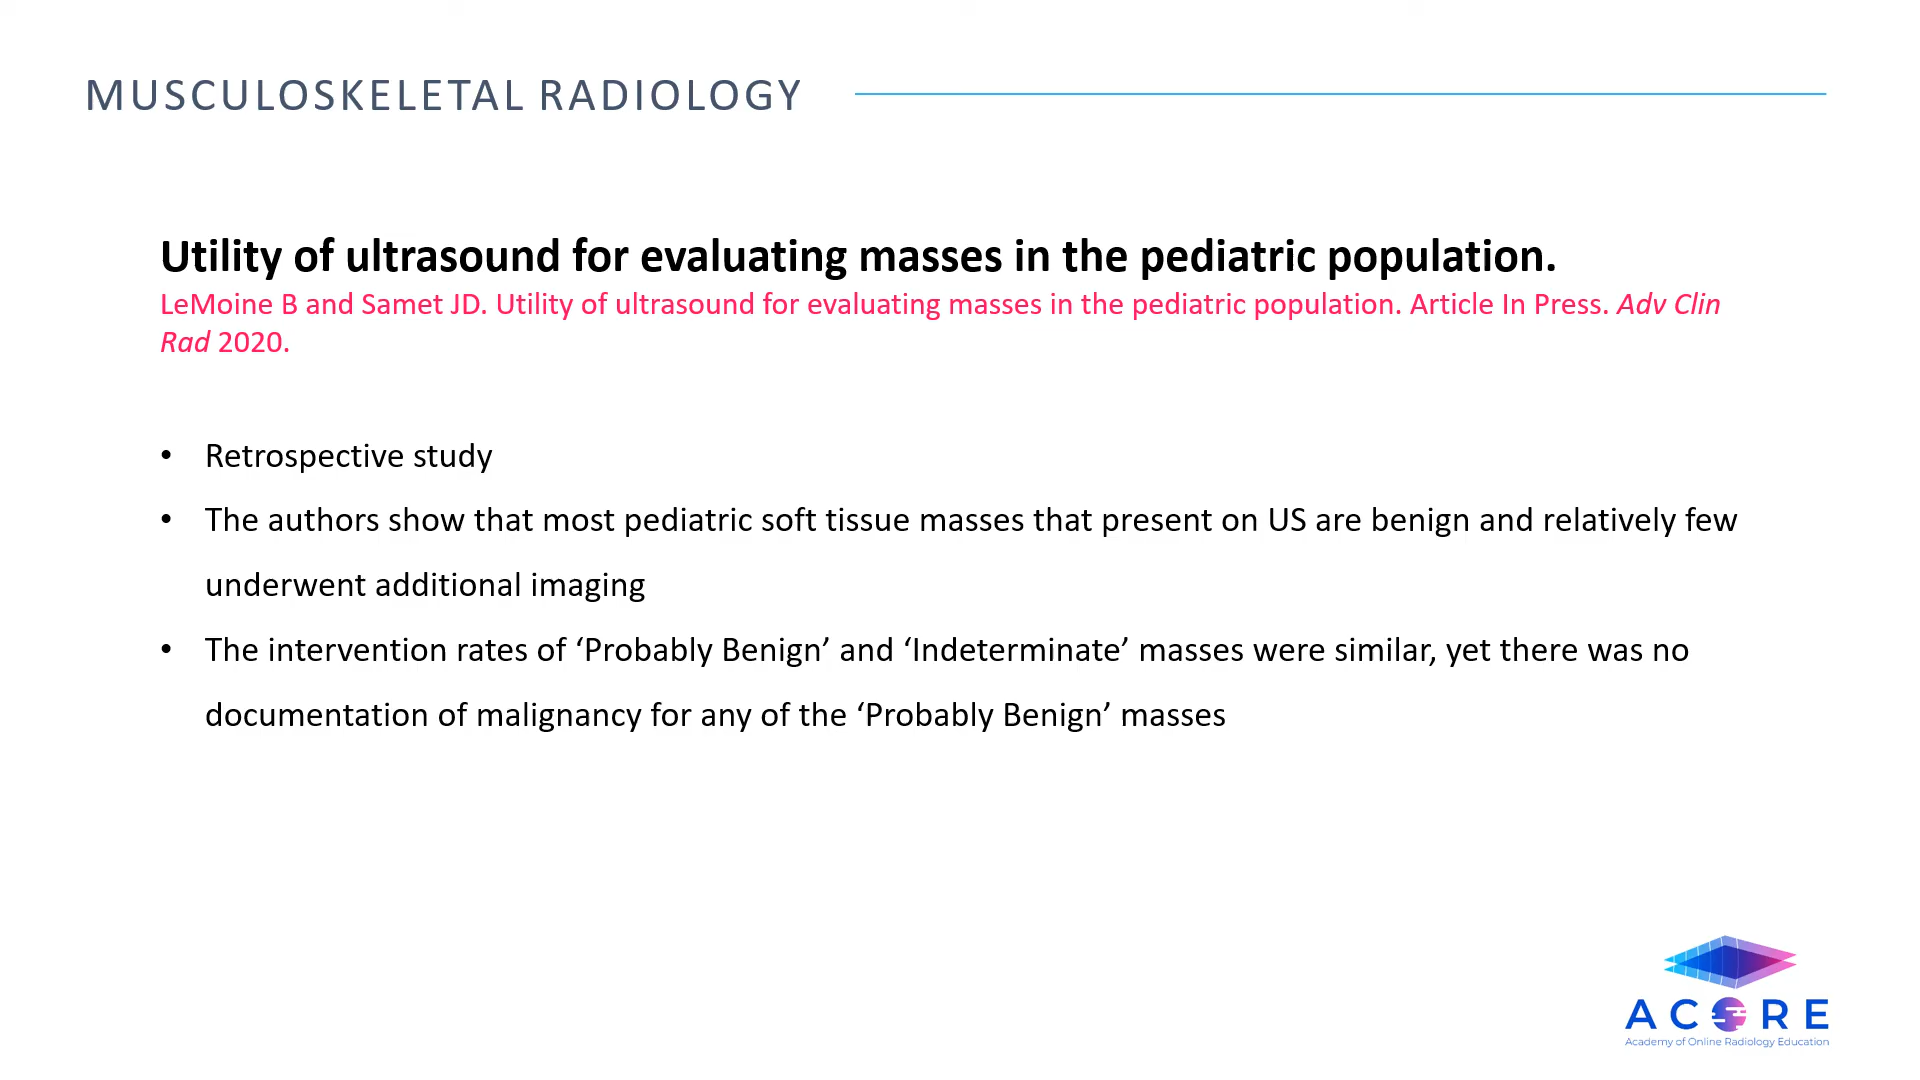 MUSCULOSKELETAL RADIOLOGY
Utility of ultrasound for evaluating masses in the pediatric population.
LeMoine B and Samet JD. Utility of ultrasound for evaluating masses in the pediatric population. Article In Press. Adv Clin
Rad 2020.
• Retrospective study
• The authors show that most pediatric soft tissue masses that present on US are benign and relatively few
underwent additional imaging
• The intervention rates of ‘Probably Benign’ and ‘Indeterminate’ masses were similar, yet there was no
documentation of malignancy for any of the ‘Probably Benign’ masses
ACORE
Academy of Online Radiology Education